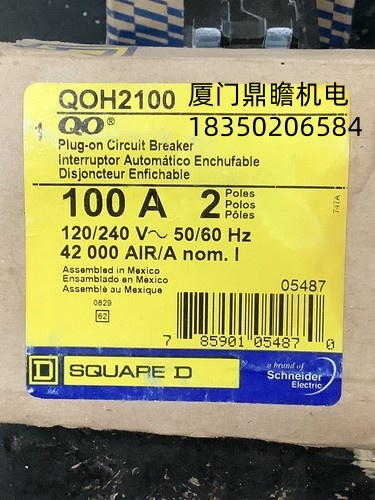 QOH2100
厦门鼎瞻机电
18350206584
QO®
Plug-on Circuit Breaker
Interruptor Automático Enchufable
Disjoncteur Enfichable
100 A 2 Poles
Polos
Pôles
747A
120/240 V~ 50/60 Hz
42 000 AIR/A nom. I
Assembled in Mexico
Ensamblado en México
Assemblé au Mexique
0829
62
05487
7 85901 05487 0
D SQUARE D
a brand of
Schneider
Electric